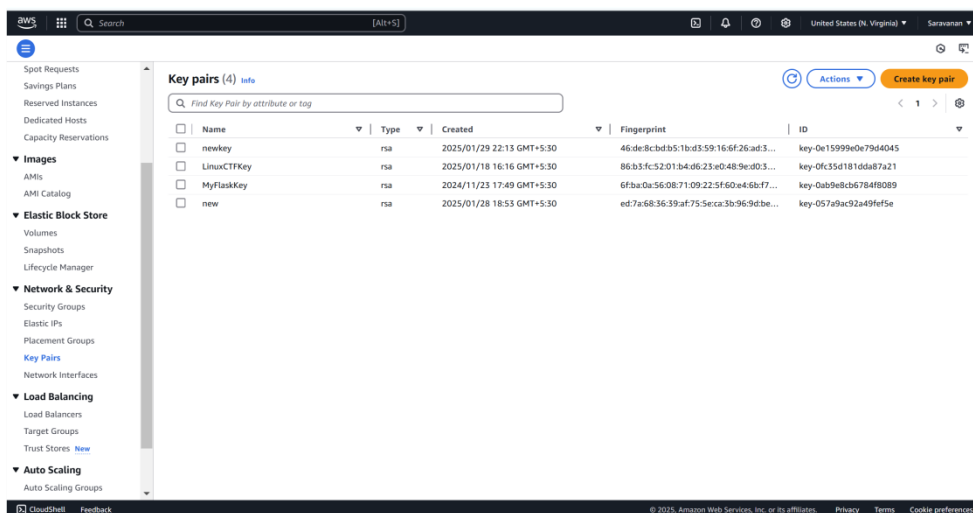 aws Search [Alt+S] United States (N. Virginia) Saravanan
Spot Requests
Savings Plans
Reserved Instances
Dedicated Hosts
Capacity Reservations
Images
AMIs
AMI Catalog
Elastic Block Store
Volumes
Snapshots
Lifecycle Manager
Network & Security
Security Groups
Elastic IPs
Placement Groups
Key Pairs
Network Interfaces
Load Balancing
Load Balancers
Target Groups
Trust Stores New
Auto Scaling
Auto Scaling Groups
Key pairs (4) Info Actions Create key pair
Find Key Pair by attribute or tag 1
Name Type Created Fingerprint ID
newkey rsa 2025/01/29 22:13 GMT+5:30 46:de:8c:bd:b5:1b:d3:59:16:6f:26:ad:3... key-0e15999e0e79d4045
LinuxCTFKey rsa 2025/01/18 16:16 GMT+5:30 86:b3:fc:52:01:b4:d6:23:e0:48:9e:d0:3... key-0fc35d181dda87a21
MyFlaskKey rsa 2024/11/23 17:49 GMT+5:30 6f:ba:0a:56:08:71:09:22:5f:60:e4:6b:f7... key-0ab9e8cb6784f8089
new rsa 2025/01/28 18:53 GMT+5:30 ed:7a:68:36:39:af:75:5e:ca:3b:96:9d:be... key-057a9ac92a49fef5e
CloudShell Feedback © 2025, Amazon Web Services, Inc. or its affiliates. Privacy Terms Cookie preferences